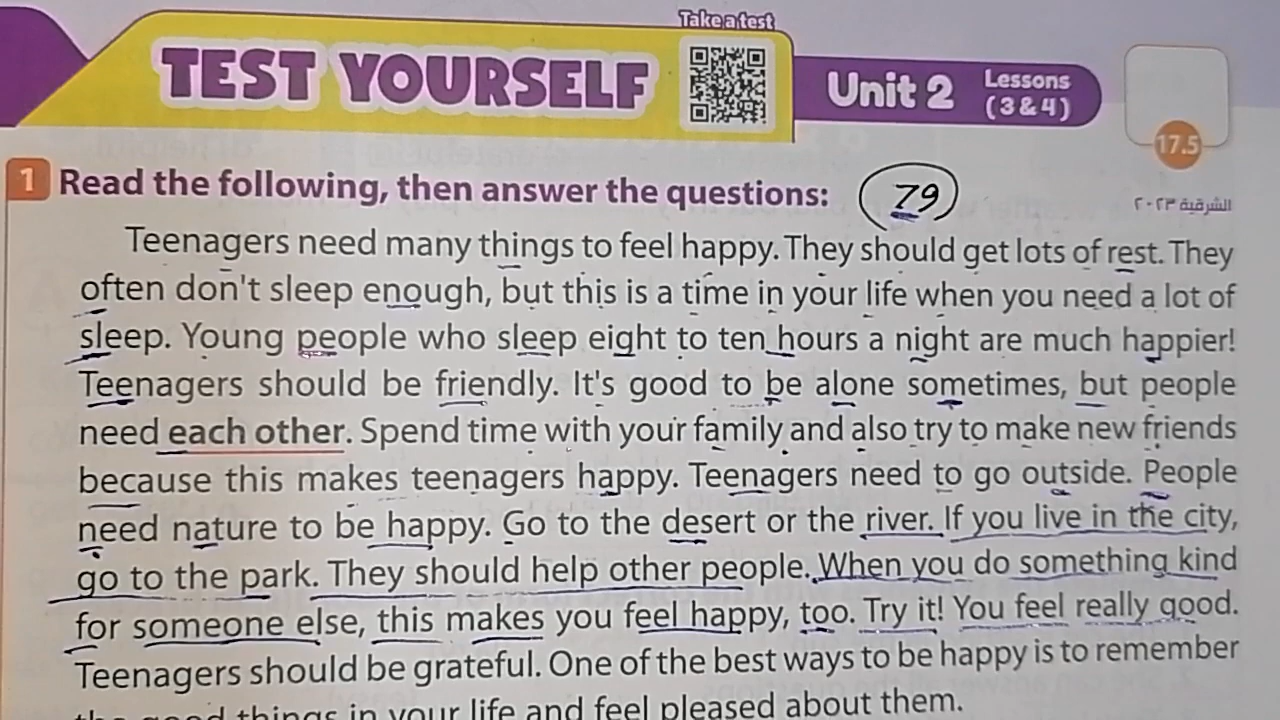 Take a test
TEST YOURSELF
Unit 2 Lessons (3 & 4)
17.5
1 Read the following, then answer the questions: 79
الشرقية ٢٠٢٣
Teenagers need many things to feel happy. They should get lots of rest. They
often don't sleep enough, but this is a time in your life when you need a lot of
sleep. Young people who sleep eight to ten hours a night are much happier!
Teenagers should be friendly. It's good to be alone sometimes, but people
need each other. Spend time with your family and also try to make new friends
because this makes teenagers happy. Teenagers need to go outside. People
need nature to be happy. Go to the desert or the river. If you live in the city,
go to the park. They should help other people. When you do something kind
for someone else, this makes you feel happy, too. Try it! You feel really good.
Teenagers should be grateful. One of the best ways to be happy is to remember
the good things in your life and feel pleased about them.